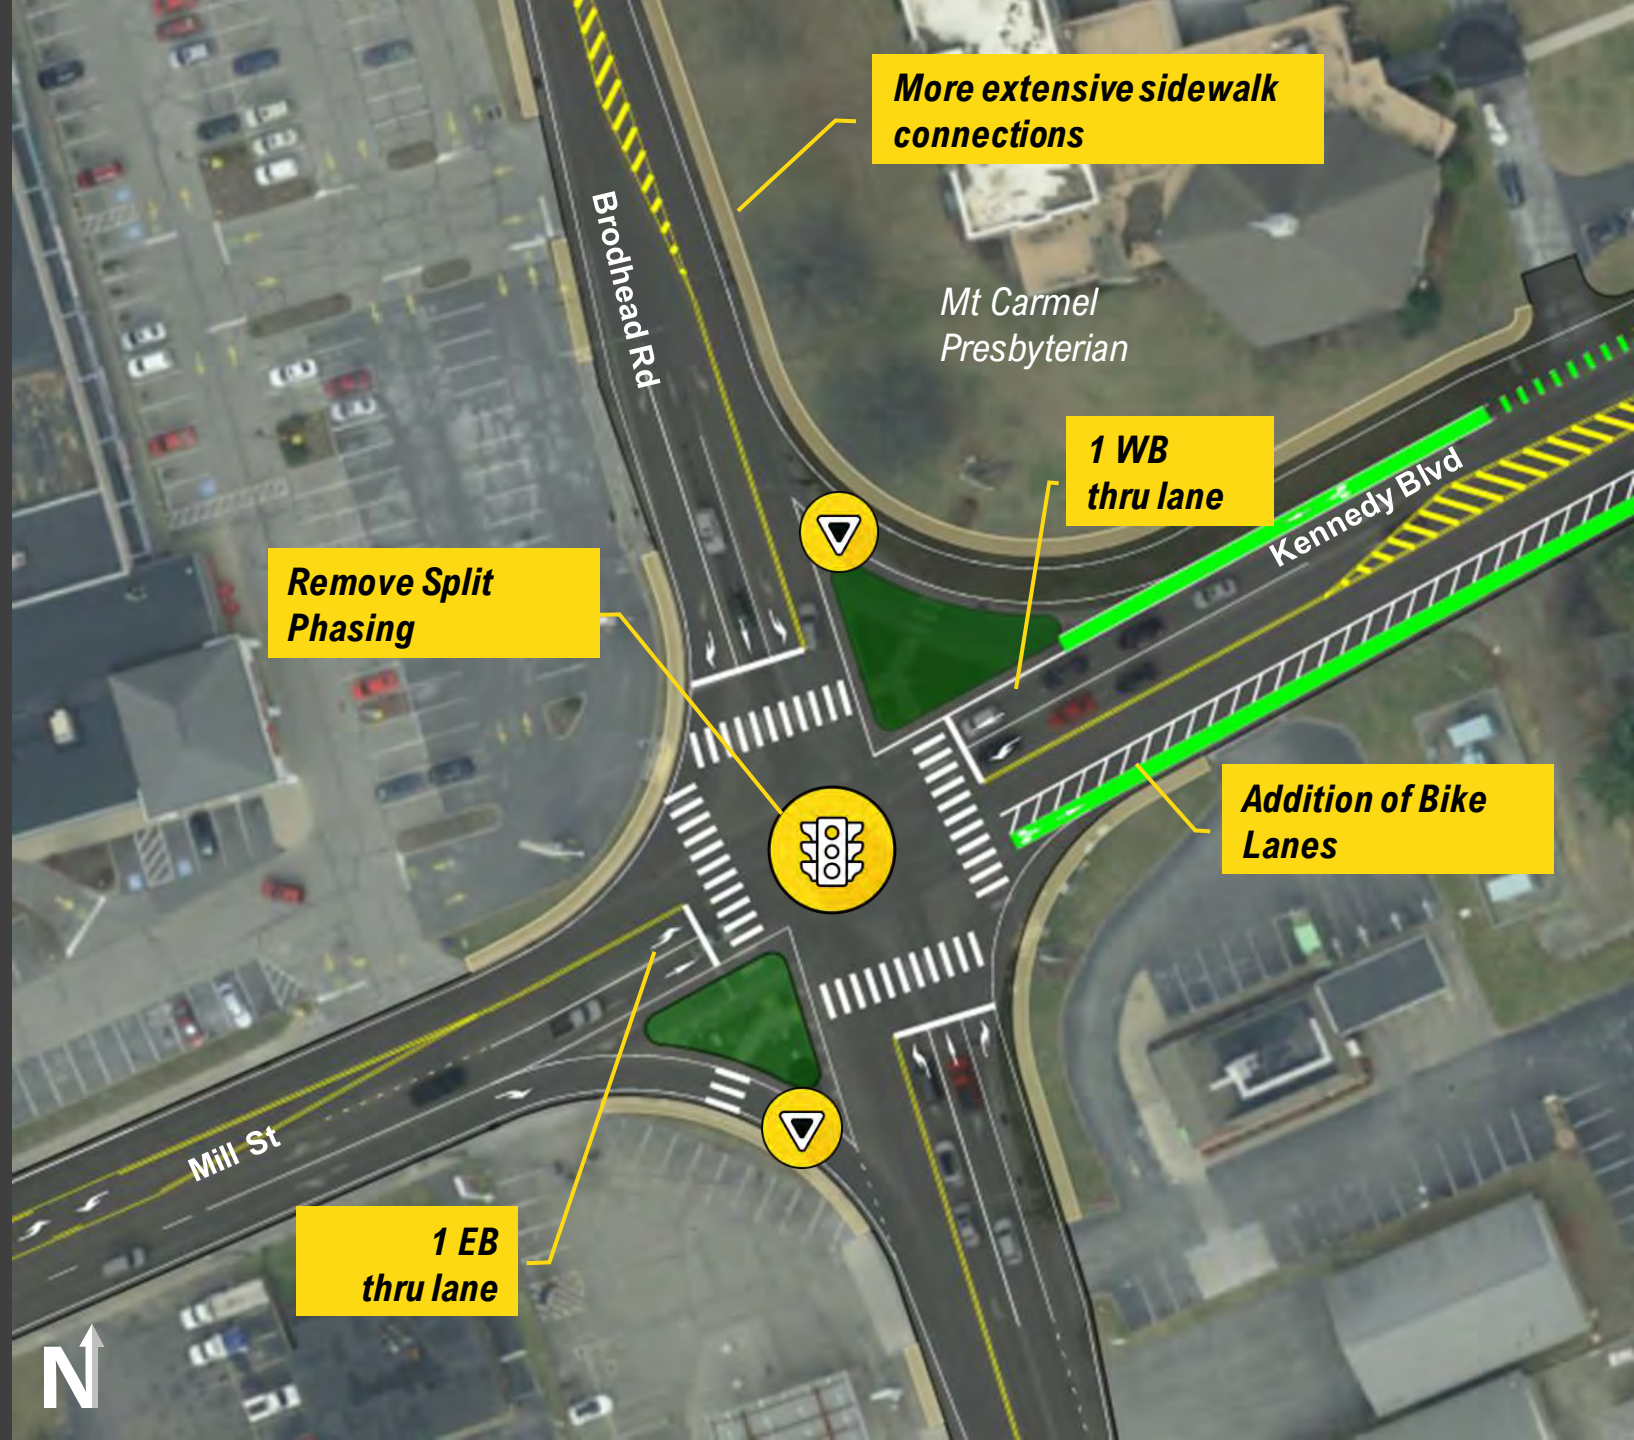 More extensive sidewalk
connections
Brodhead Rd
Mt Carmel
Presbyterian
1 WB
thru lane
Kennedy Blvd
Remove Split
Phasing
Addition of Bike
Lanes
Mill St
1 EB
thru lane
N